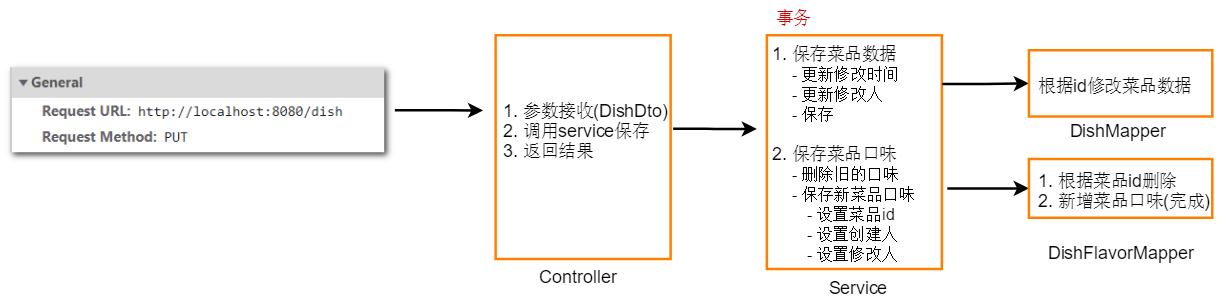 General
Request URL: http://localhost:8080/dish
Request Method: PUT
1. 参数接收(DishDto)
2. 调用service保存
3. 返回结果
Controller
事务
1. 保存菜品数据
- 更新修改时间
- 更新修改人
- 保存
2. 保存菜品口味
- 删除旧的口味
- 保存新菜品口味
- 设置菜品id
- 设置创建人
- 设置修改人
Service
根据id修改菜品数据
DishMapper
1. 根据菜品id删除
2. 新增菜品口味(完成)
DishFlavorMapper